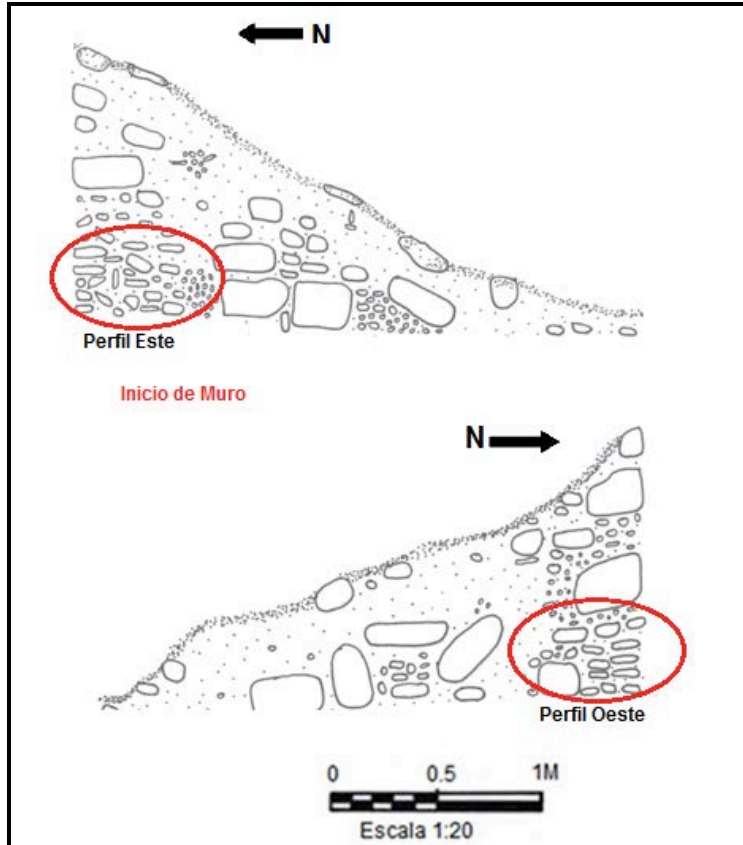 N
Perfil Este
Inicio de Muro
N
Perfil Oeste
0 0.5 1M
Escala 1:20